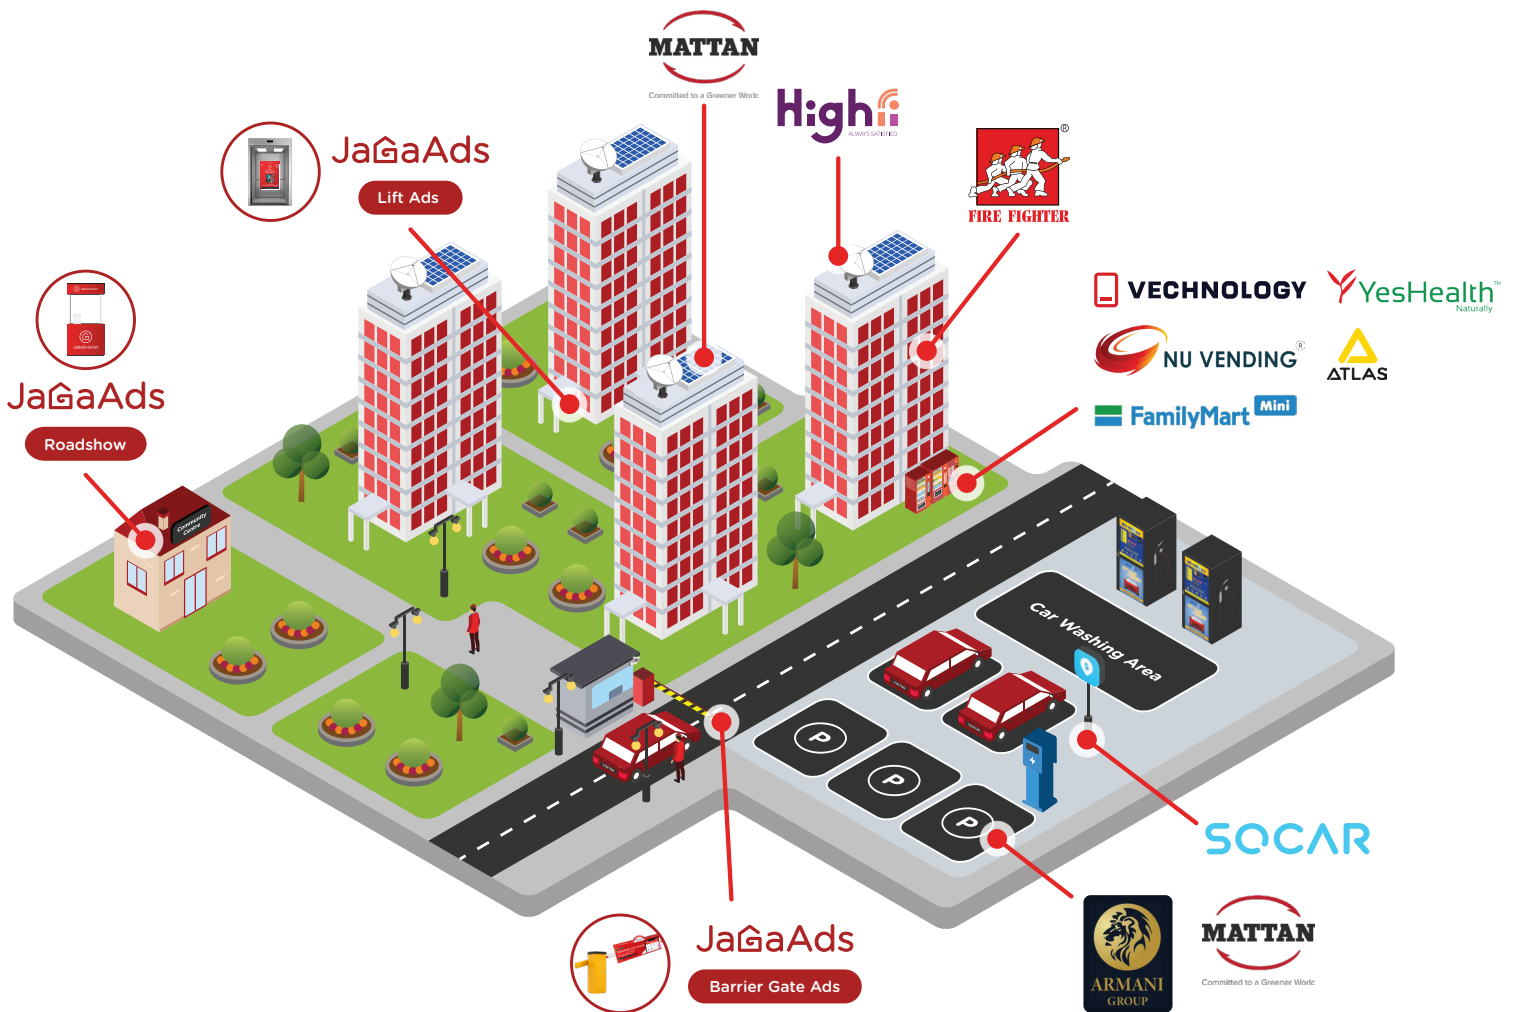 MATTAN
Committed to a Greener World
Highfi
ALWAYS SATISFIED
JaGaAds
Lift Ads
®
FIRE FIGHTER
VECHNOLOGY
YesHealth™
Naturally
NU VENDING®
ATLAS
FamilyMart Mini
JaGaAds
Roadshow
Community
Centre
Car Washing Area
S
P
P
P
SOCAR
JaGaAds
Barrier Gate Ads
ARMANI
GROUP
MATTAN
Committed to a Greener World